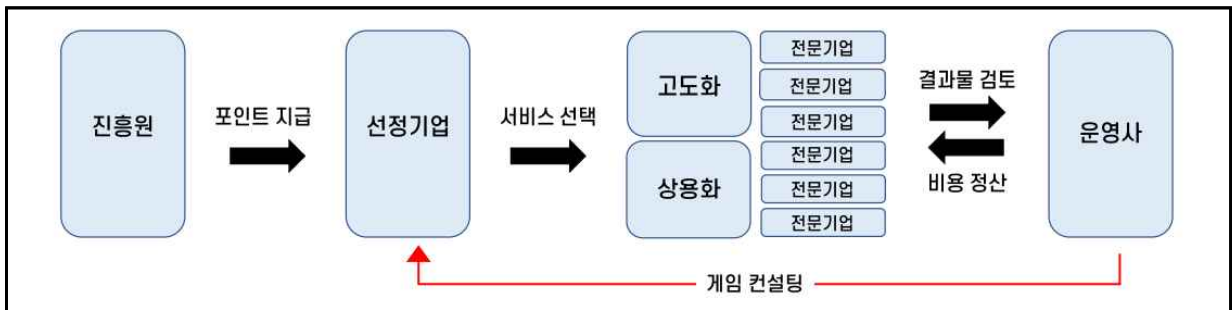 진흥원
포인트 지급
선정기업
서비스 선택
고도화
상용화
전문기업
전문기업
전문기업
전문기업
전문기업
전문기업
결과물 검토
비용 정산
운영사
게임 컨설팅